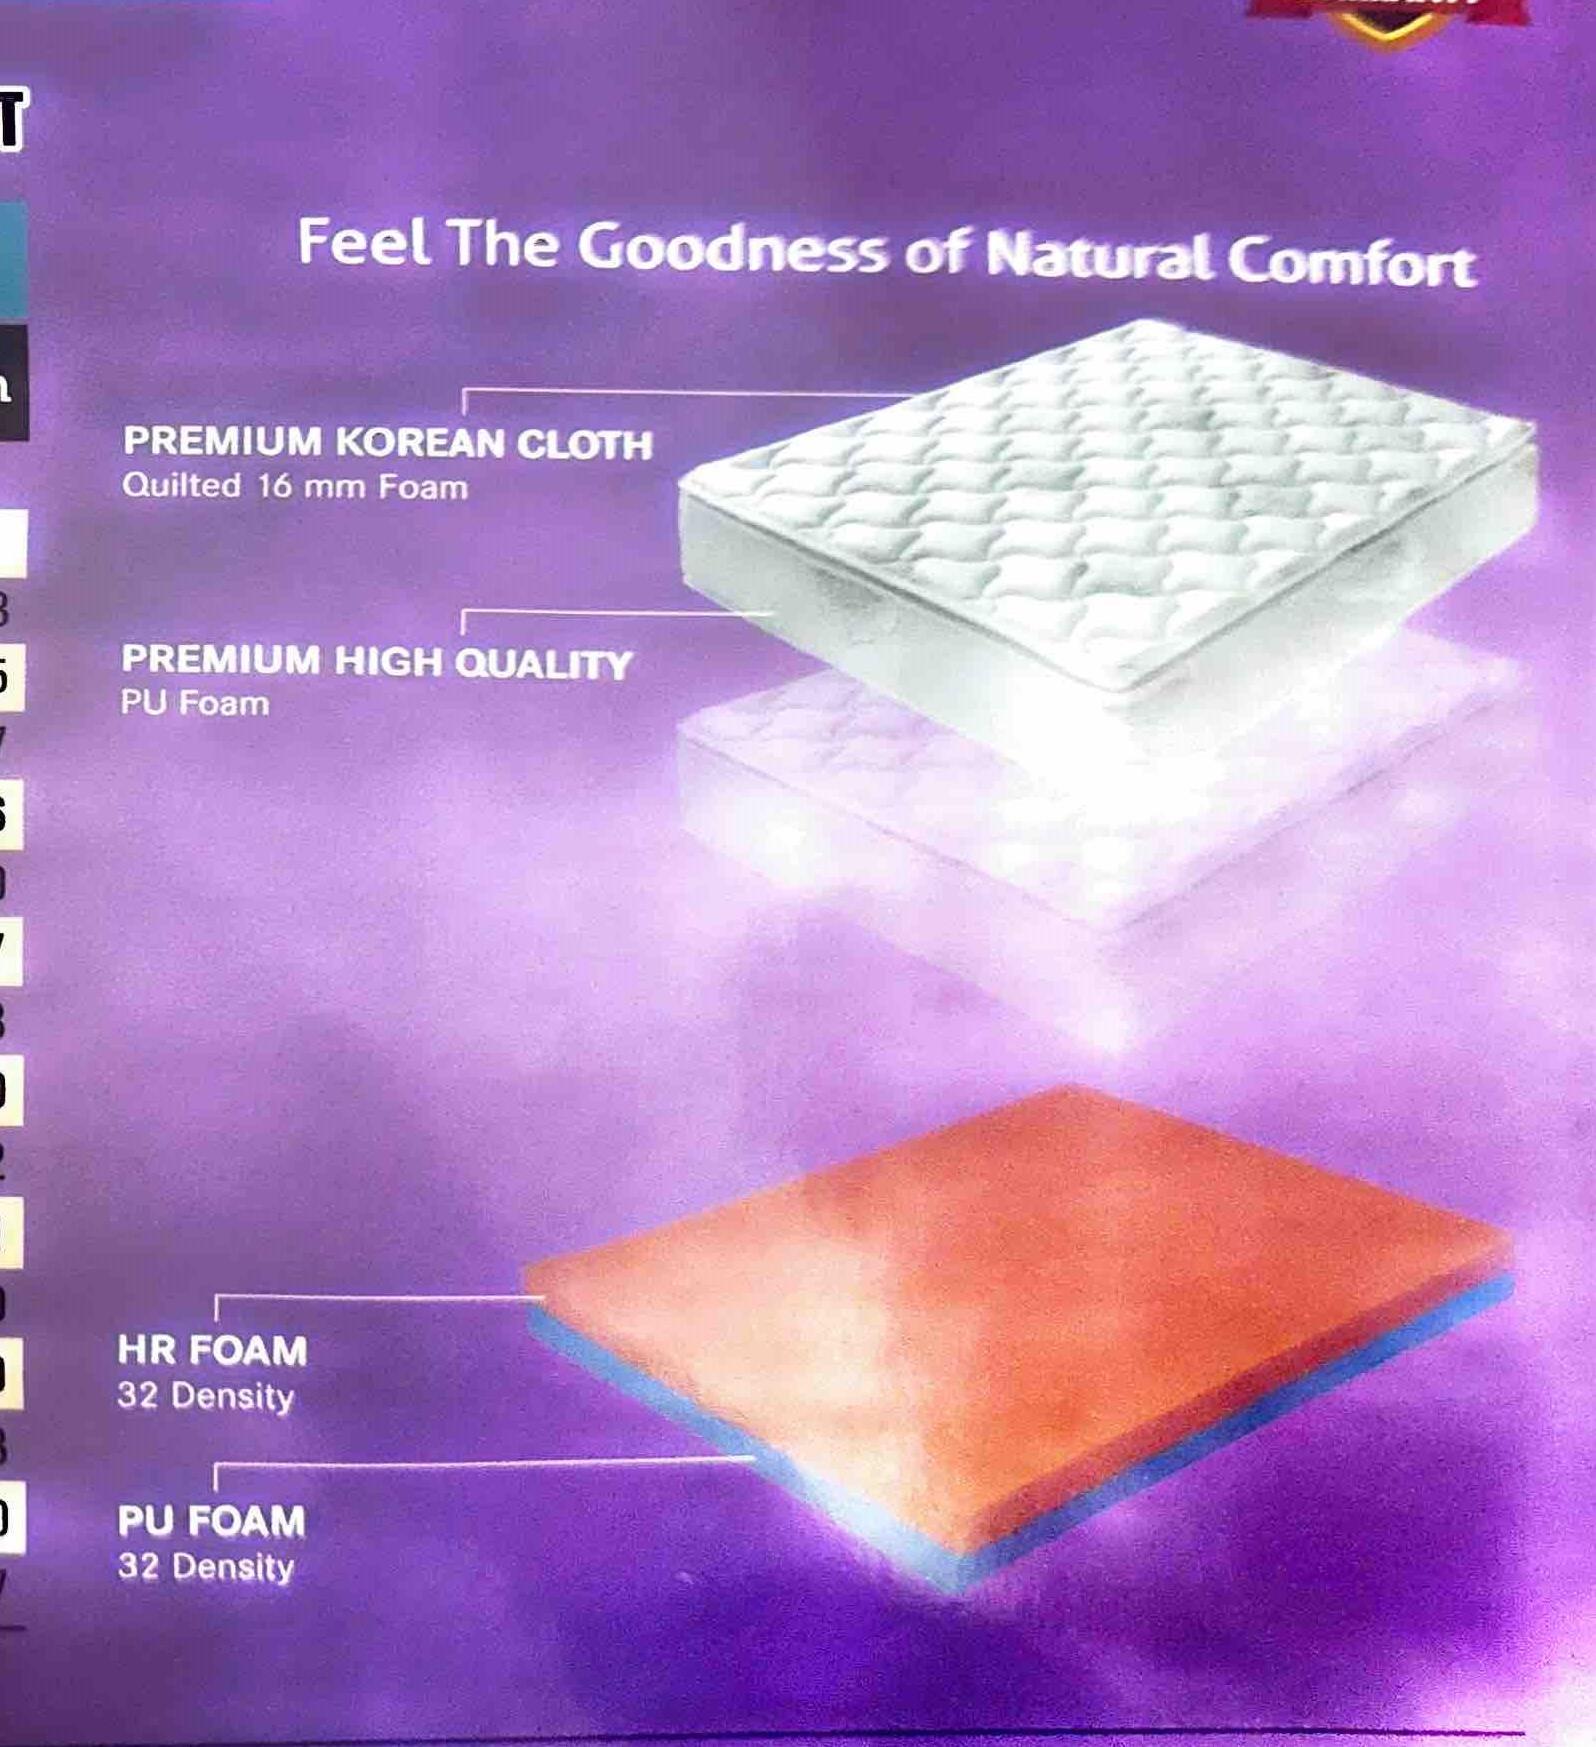 Feel The Goodness of Natural Comfort
PREMIUM KOREAN CLOTH
Quilted 16 mm Foam
PREMIUM HIGH QUALITY
PU Foam
HR FOAM
32 Density
PU FOAM
32 Density